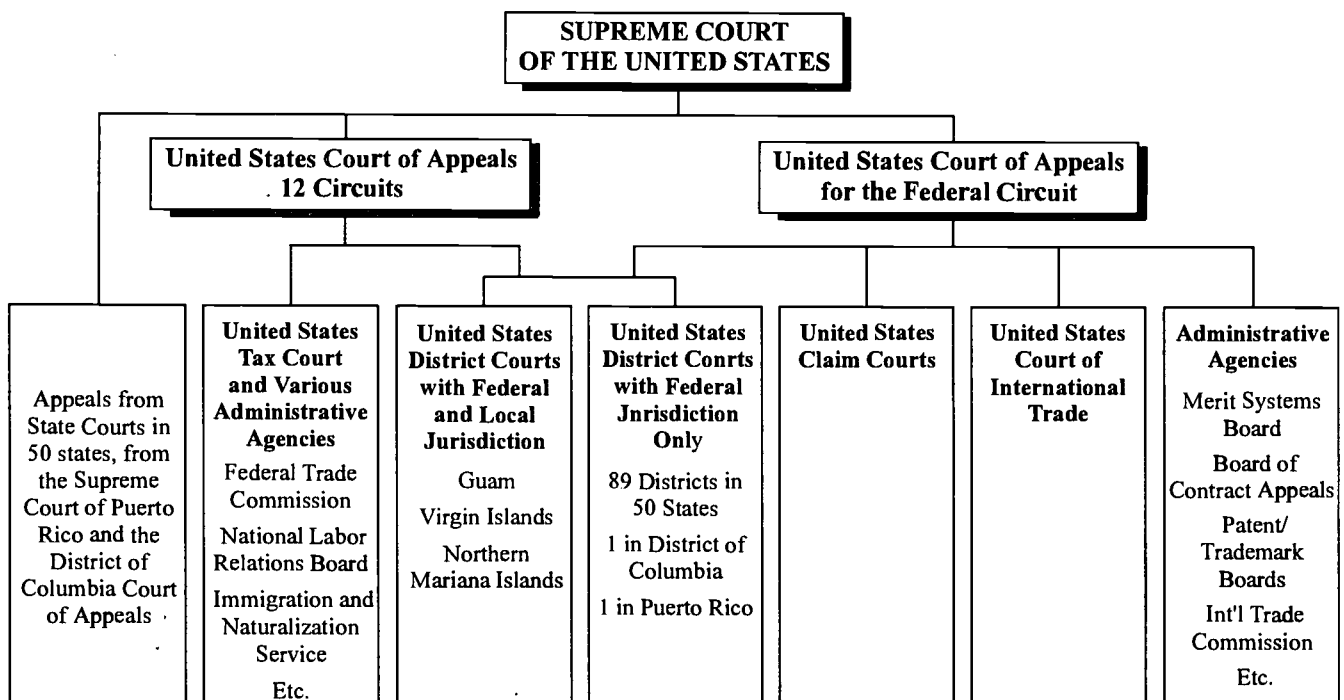 SUPREME COURT
OF THE UNITED STATES
United States Court of Appeals
12 Circuits
United States Court of Appeals
for the Federal Circuit
Appeals from
State Courts in
50 states, from
the Supreme
Court of Puerto
Rico and the
District of
Columbia Court
of Appeals
United States
Tax Court
and Various
Administrative
Agencies
Federal Trade
Commission
National Labor
Relations Board
Immigration and
Naturalization
Service
Etc.
United States
District Courts
with Federal
and Local
Jurisdiction
Guam
Virgin Islands
Northern
Mariana Islands
United States
District Conrts
with Federal
Jnrisdiction
Only
89 Districts in
50 States
1 in District of
Columbia
1 in Puerto Rico
United States
Claim Courts
United States
Court of
International
Trade
Administrative
Agencies
Merit Systems
Board
Board of
Contract Appeals
Patent/
Trademark
Boards
Int'l Trade
Commission
Etc.